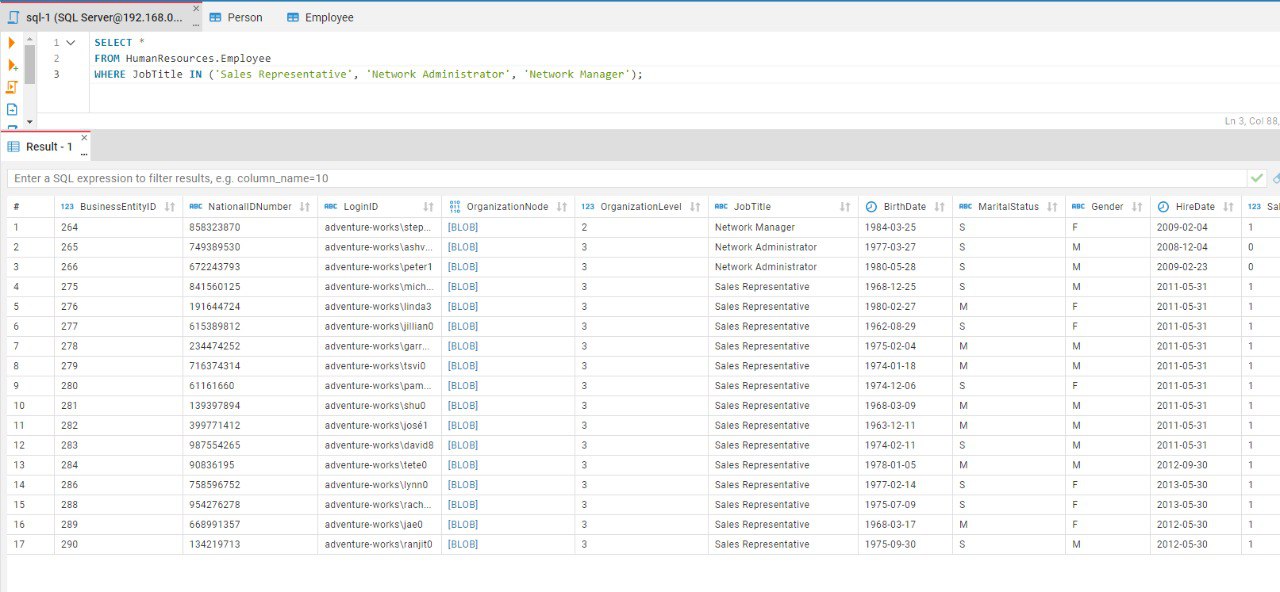 sql-1 (SQL Server@192.168.0... Person Employee
1 SELECT *
2 FROM HumanResources.Employee
3 WHERE JobTitle IN ('Sales Representative', 'Network Administrator', 'Network Manager');
Ln 3, Col 88,
Result - 1
Enter a SQL expression to filter results, e.g. column_name=10
# 123 BusinessEntityID ABC NationalIDNumber ABC LoginID 010 110 OrganizationNode 123 OrganizationLevel ABC JobTitle BirthDate ABC MaritalStatus ABC Gender HireDate 123 Sal
1 264 858323870 adventure-works\step... [BLOB] 2 Network Manager 1984-03-25 S F 2009-02-04 1
2 265 749389530 adventure-works\ashv... [BLOB] 3 Network Administrator 1977-03-27 S M 2008-12-04 0
3 266 672243793 adventure-works\peter1 [BLOB] 3 Network Administrator 1980-05-28 S M 2009-02-23 0
4 275 841560125 adventure-works\mich... [BLOB] 3 Sales Representative 1968-12-25 S M 2011-05-31 1
5 276 191644724 adventure-works\linda3 [BLOB] 3 Sales Representative 1980-02-27 M F 2011-05-31 1
6 277 615389812 adventure-works\jillian0 [BLOB] 3 Sales Representative 1962-08-29 S F 2011-05-31 1
7 278 234474252 adventure-works\garr... [BLOB] 3 Sales Representative 1975-02-04 M M 2011-05-31 1
8 279 716374314 adventure-works\tsvi0 [BLOB] 3 Sales Representative 1974-01-18 M M 2011-05-31 1
9 280 61161660 adventure-works\pam... [BLOB] 3 Sales Representative 1974-12-06 S F 2011-05-31 1
10 281 139397894 adventure-works\shu0 [BLOB] 3 Sales Representative 1968-03-09 M M 2011-05-31 1
11 282 399771412 adventure-works\josé1 [BLOB] 3 Sales Representative 1963-12-11 M M 2011-05-31 1
12 283 987554265 adventure-works\david8 [BLOB] 3 Sales Representative 1974-02-11 S M 2011-05-31 1
13 284 90836195 adventure-works\tete0 [BLOB] 3 Sales Representative 1978-01-05 M M 2012-09-30 1
14 286 758596752 adventure-works\lynn0 [BLOB] 3 Sales Representative 1977-02-14 S F 2013-05-30 1
15 288 954276278 adventure-works\rach... [BLOB] 3 Sales Representative 1975-07-09 S F 2013-05-30 1
16 289 668991357 adventure-works\jae0 [BLOB] 3 Sales Representative 1968-03-17 M F 2012-05-30 1
17 290 134219713 adventure-works\ranjit0 [BLOB] 3 Sales Representative 1975-09-30 S M 2012-05-30 1